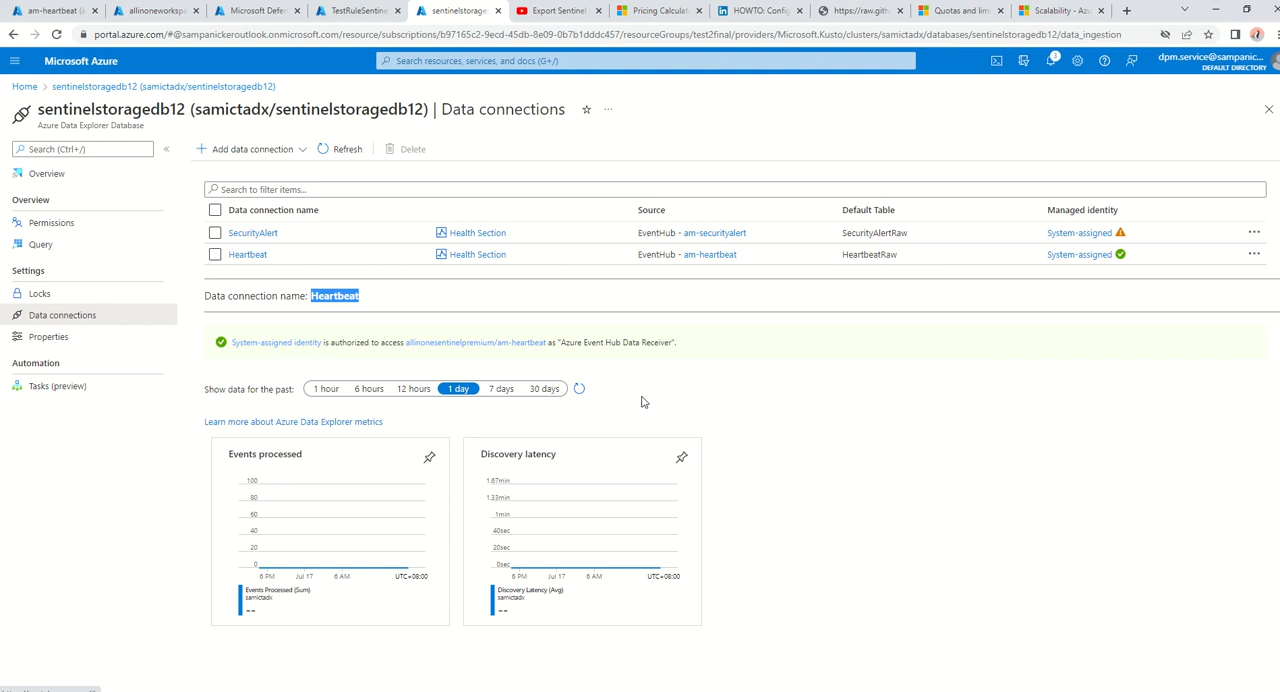 am-heartbeat (a
allinoneworkspa
Microsoft Defen
TestRuleSentine
sentinelstorage
Export Sentinel
Pricing Calculat
HOWTO: Config
https://raw.gith
Quotas and lim
Scalability - Azu
portal.azure.com/#@sampanickeroutlook.onmicrosoft.com/resource/subscriptions/b97165c2-9ecd-45db-8e09-0b7b1dddc457/resourceGroups/test2final/providers/Microsoft.Kusto/clusters/samictadx/databases/sentinelstoragedb12/data_ingestion
Microsoft Azure
Search resources, services, and docs (G+/)
3
dpm.service@sampanic...
DEFAULT DIRECTORY
Home > sentinelstoragedb12 (samictadx/sentinelstoragedb12)
sentinelstoragedb12 (samictadx/sentinelstoragedb12) | Data connections
Azure Data Explorer Database
Search (Ctrl+/)
Add data connection
Refresh
Delete
Overview
Overview
Permissions
Query
Settings
Locks
Data connections
Properties
Automation
Tasks (preview)
Search to filter items...
Data connection name Source Default Table Managed identity
SecurityAlert Health Section EventHub - am-securityalert SecurityAlertRaw System-assigned
Heartbeat Health Section EventHub - am-heartbeat HeartbeatRaw System-assigned
Data connection name: Heartbeat
System-assigned identity is authorized to access allinonesentinelpremium/am-heartbeat as "Azure Event Hub Data Receiver".
Show data for the past: 1 hour 6 hours 12 hours 1 day 7 days 30 days
Learn more about Azure Data Explorer metrics
Events processed
100
80
60
40
20
0
6 PM Jul 17 6 AM UTC+08:00
Events Processed (Sum)
samictadx
--
Discovery latency
1.67min
1.33min
1min
40sec
20sec
0sec
6 PM Jul 17 6 AM UTC+08:00
Discovery Latency (Avg)
samictadx
--